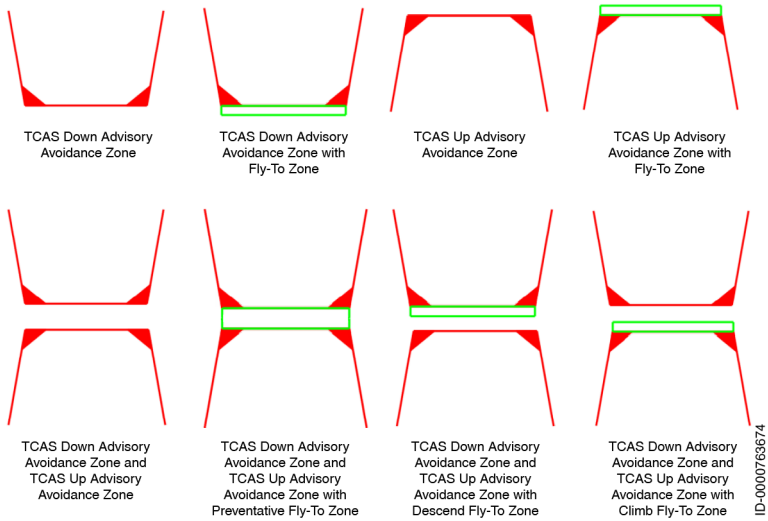 TCAS Down Advisory
Avoidance Zone
TCAS Down Advisory
Avoidance Zone with
Fly-To Zone
TCAS Up Advisory
Avoidance Zone
TCAS Up Advisory
Avoidance Zone with
Fly-To Zone
TCAS Down Advisory
Avoidance Zone and
TCAS Up Advisory
Avoidance Zone
TCAS Down Advisory
Avoidance Zone and
TCAS Up Advisory
Avoidance Zone with
Preventative Fly-To Zone
TCAS Down Advisory
Avoidance Zone and
TCAS Up Advisory
Avoidance Zone with
Descend Fly-To Zone
TCAS Down Advisory
Avoidance Zone and
TCAS Up Advisory
Avoidance Zone with
Climb Fly-To Zone
ID-0000763674